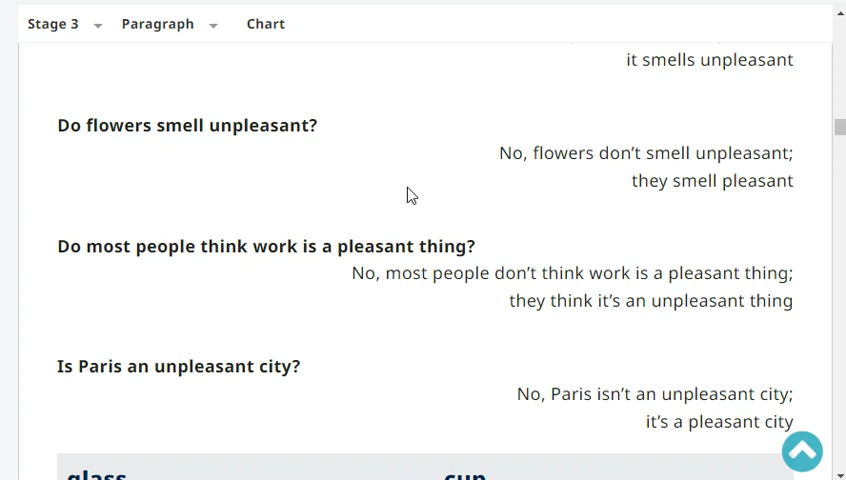 Stage 3 Paragraph Chart
it smells unpleasant
Do flowers smell unpleasant?
No, flowers don’t smell unpleasant;
they smell pleasant
Do most people think work is a pleasant thing?
No, most people don’t think work is a pleasant thing;
they think it’s an unpleasant thing
Is Paris an unpleasant city?
No, Paris isn’t an unpleasant city;
it’s a pleasant city
glass cup